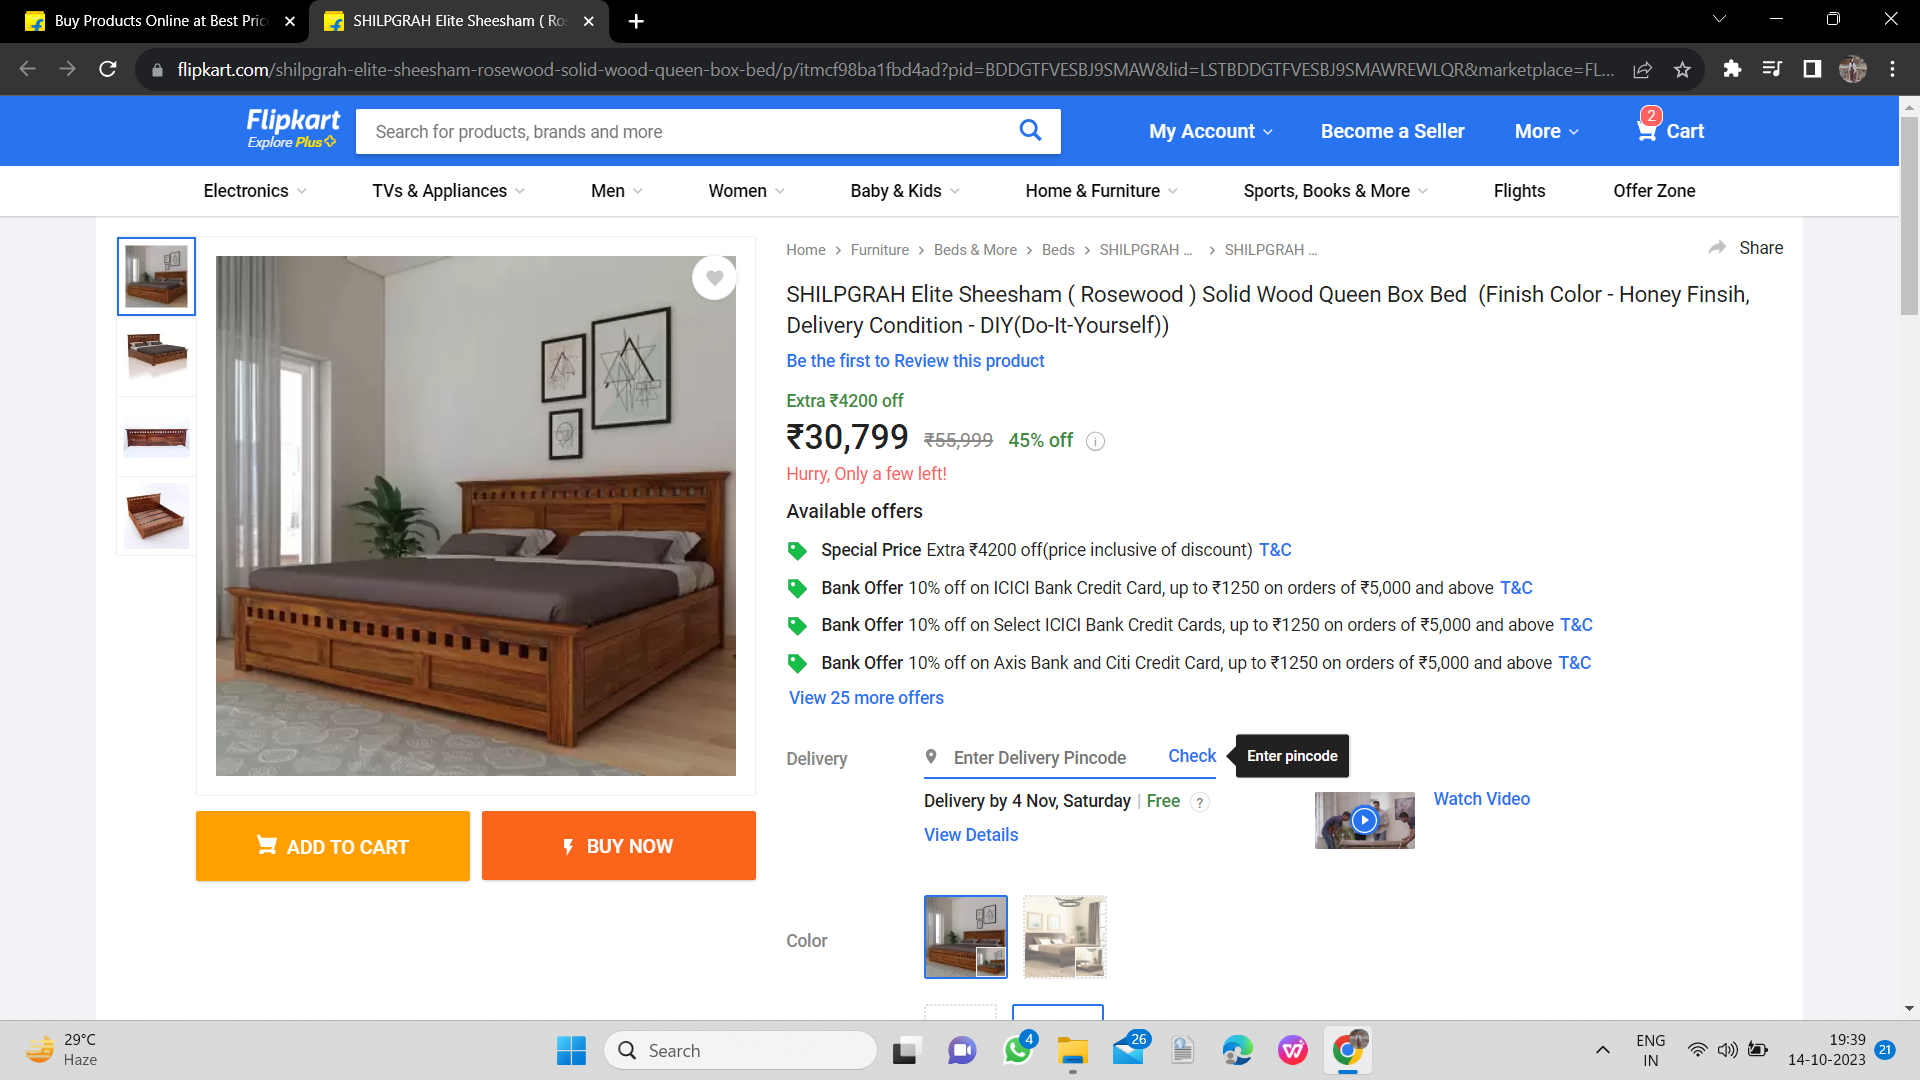 Buy Products Online at Best Pric
SHILPGRAH Elite Sheesham ( Ros
flipkart.com/shilpgrah-elite-sheesham-rosewood-solid-wood-queen-box-bed/p/itmcf98ba1fbd4ad?pid=BDDGTFVESBJ9SMAW&lid=LSTBDDGTFVESBJ9SMAWREWLQR&marketplace=FL...
Flipkart
Explore Plus
Search for products, brands and more
My Account
Become a Seller
More
2
Cart
Electronics
TVs & Appliances
Men
Women
Baby & Kids
Home & Furniture
Sports, Books & More
Flights
Offer Zone
Home > Furniture > Beds & More > Beds > SHILPGRAH ... > SHILPGRAH ...
Share
SHILPGRAH Elite Sheesham ( Rosewood ) Solid Wood Queen Box Bed (Finish Color - Honey Finsih,
Delivery Condition - DIY(Do-It-Yourself))
Be the first to Review this product
Extra ₹4200 off
₹30,799 ₹55,999 45% off i
Hurry, Only a few left!
Available offers
Special Price Extra ₹4200 off(price inclusive of discount) T&C
Bank Offer 10% off on ICICI Bank Credit Card, up to ₹1250 on orders of ₹5,000 and above T&C
Bank Offer 10% off on Select ICICI Bank Credit Cards, up to ₹1250 on orders of ₹5,000 and above T&C
Bank Offer 10% off on Axis Bank and Citi Credit Card, up to ₹1250 on orders of ₹5,000 and above T&C
View 25 more offers
Delivery
Enter Delivery Pincode
Check
Enter pincode
Delivery by 4 Nov, Saturday | Free ?
View Details
Watch Video
ADD TO CART
BUY NOW
Color
29°C
Haze
Search
4
26
ENG
IN
19:39
14-10-2023
21